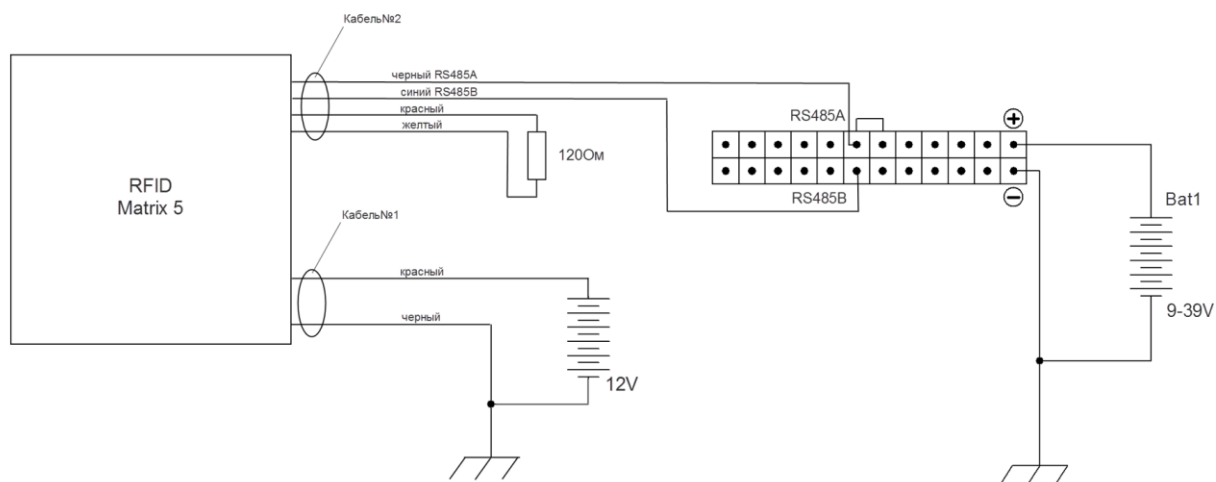 Кабель№2
черный RS485A
синий RS485B
красный
желтый
120Ом
RS485A
RS485B
+
−
RFID
Matrix 5
Кабель№1
красный
черный
12V
Bat1
9-39V